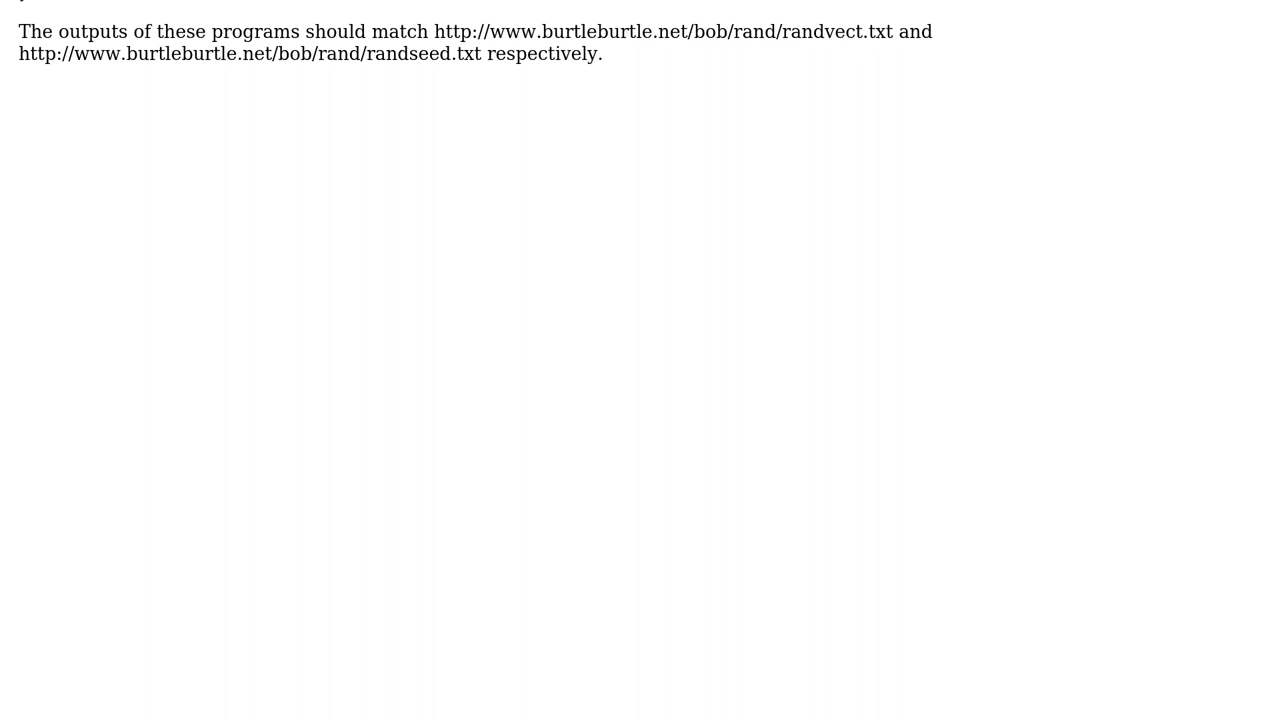 The outputs of these programs should match http://www.burtleburtle.net/bob/rand/randvect.txt and
http://www.burtleburtle.net/bob/rand/randseed.txt respectively.